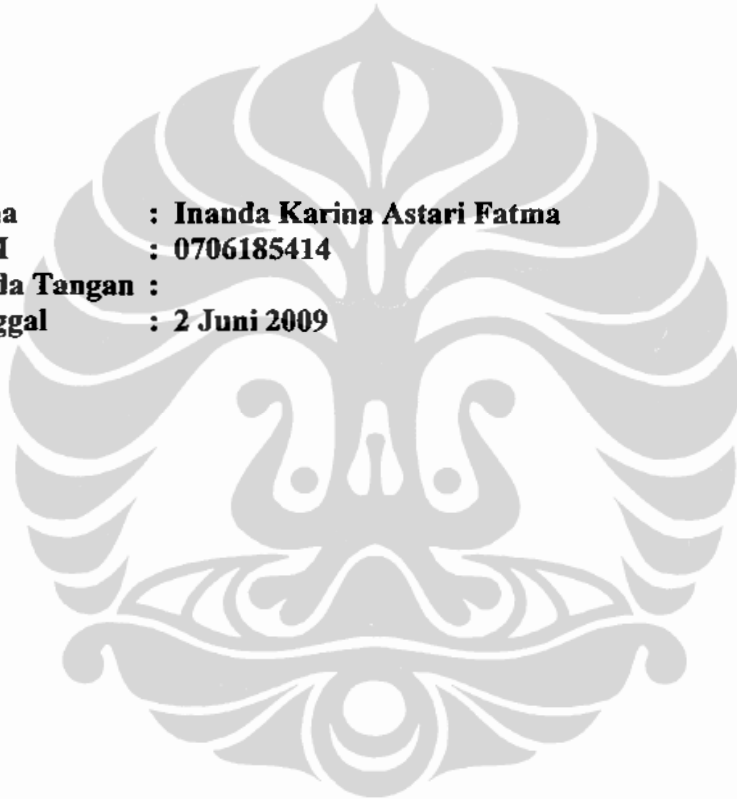 a : Inanda Karina Astari Fatma
: 0706185414
da Tangan :
ggal : 2 Juni 2009